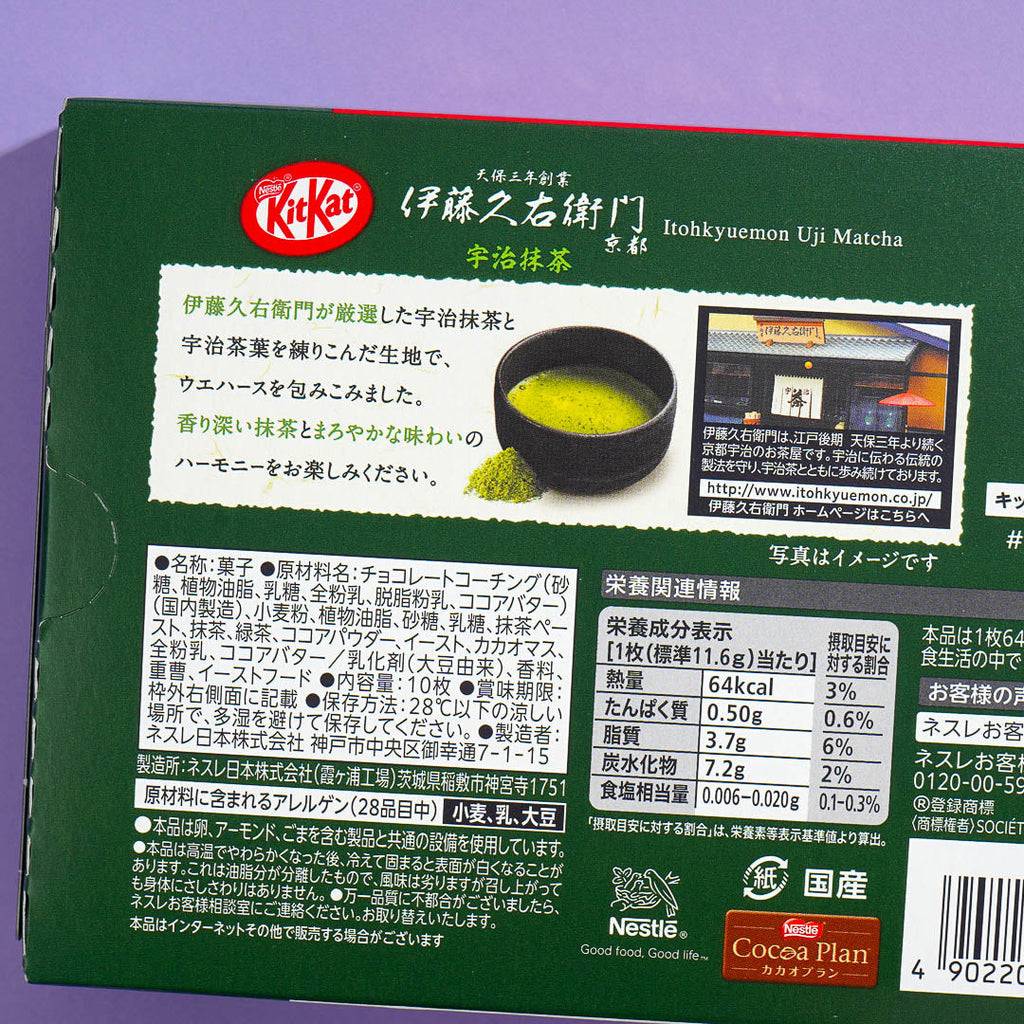 Nestlé
KitKat
天保三年創業
伊藤久右衛門
京都
Itohkyuemon Uji Matcha
宇治抹茶
伊藤久右衛門が厳選した宇治抹茶と
宇治茶葉を練りこんだ生地で、
ウエハースを包みこみました。
香り深い抹茶とまろやかな味わいの
ハーモニーをお楽しみください。
伊藤久右衛門
伊藤久右衛門は、江戸後期 天保三年より続く
京都宇治のお茶屋です。宇治に伝わる伝統の
製法を守り、宇治茶とともに歩み続けております。
http://www.itohkyuemon.co.jp/
伊藤久右衛門 ホームページはこちらへ
写真はイメージです
キッ
#
●名称：菓子 ●原材料名：チョコレートコーチング（砂
糖、植物油脂、乳糖、全粉乳、脱脂粉乳、ココアバター）
（国内製造）、小麦粉、植物油脂、砂糖、乳糖、抹茶ペー
スト、抹茶、緑茶、ココアパウダー、イースト、カカオマス、
全粉乳、ココアバター／乳化剤（大豆由来）、香料、
重曹、イーストフード ●内容量：10枚 ●賞味期限：
枠外右側面に記載 ●保存方法：28℃以下の涼しい
場所で、多湿を避けて保存してください。 ●製造者：
ネスレ日本株式会社 神戸市中央区御幸通7-1-15
製造所：ネスレ日本株式会社（霞ヶ浦工場）茨城県稲敷市神宮寺1751
原材料に含まれるアレルゲン（28品目中） 小麦、乳、大豆
●本品は卵、アーモンド、ごまを含む製品と共通の設備を使用しています。
●本品は高温でやわらかくなった後、冷えて固まると表面が白くなることが
あります。これは油脂分が分離したもので、風味は劣りますが召し上がって
も身体にさしさわりはありません。●万一品質に不都合がございましたら、
ネスレお客様相談室にご連絡ください。お取り替えいたします。
本品はインターネットその他で販売する場合がございます
栄養関連情報
栄養成分表示
[1枚(標準11.6g)当たり]
摂取目安に
対する割合
熱量 64kcal 3%
たんぱく質 0.50g 0.6%
脂質 3.7g 6%
炭水化物 7.2g 2%
食塩相当量 0.006-0.020g 0.1-0.3%
「摂取目安に対する割合」は、栄養素等表示基準値より算出。
本品は1枚64
食生活の中で
お客様の声
ネスレお客
ネスレお客様
0120-00-59
®登録商標
〈商標権者〉SOCIÉT
Nestlé®
Good food, Good life™
紙
国産
Nestlé
Cocoa Plan
カカオプラン
4 90220